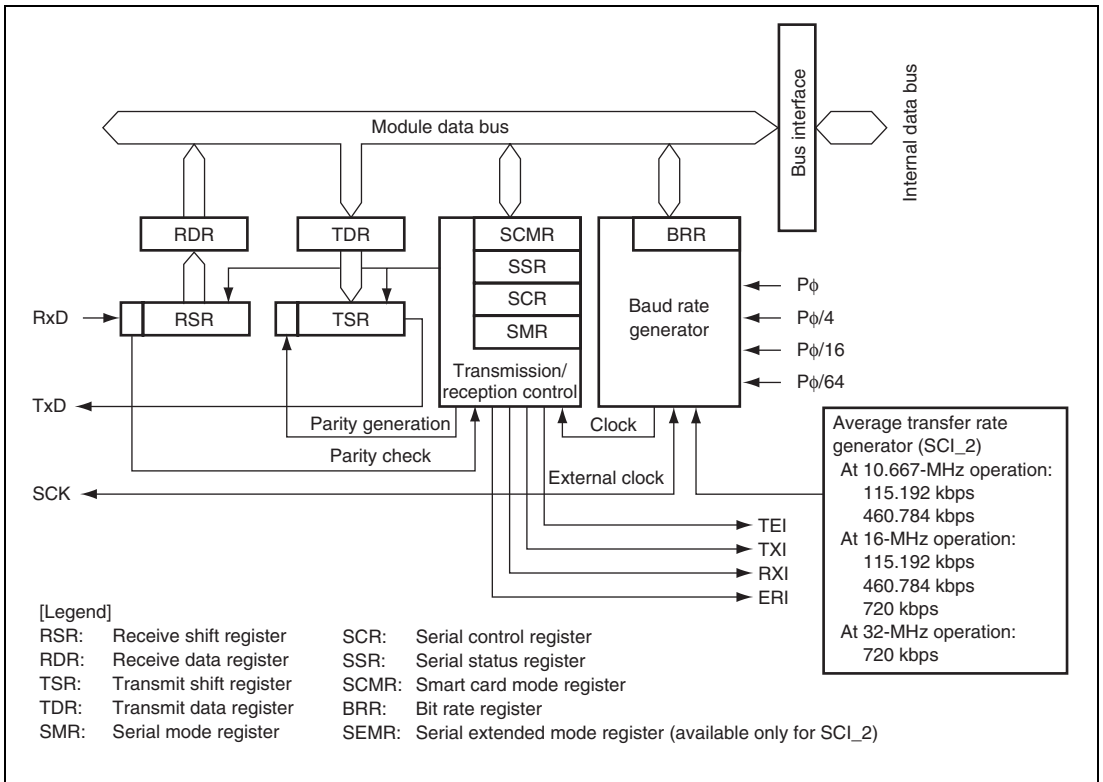 Module data bus
Bus interface
Internal data bus
RDR
TDR
SCMR
SSR
SCR
SMR
BRR
Baud rate
generator
RxD
RSR
TSR
Transmission/
reception control
Pϕ
Pϕ/4
Pϕ/16
Pϕ/64
TxD
Parity generation
Clock
Parity check
External clock
SCK
TEI
TXI
RXI
ERI
Average transfer rate
generator (SCI_2)
At 10.667-MHz operation:
115.192 kbps
460.784 kbps
At 16-MHz operation:
115.192 kbps
460.784 kbps
720 kbps
At 32-MHz operation:
720 kbps
[Legend]
RSR: Receive shift register
RDR: Receive data register
TSR: Transmit shift register
TDR: Transmit data register
SMR: Serial mode register
SCR: Serial control register
SSR: Serial status register
SCMR: Smart card mode register
BRR: Bit rate register
SEMR: Serial extended mode register (available only for SCI_2)